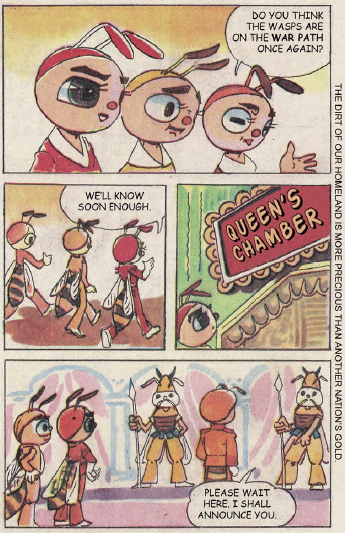 DO YOU THINK
THE WASPS ARE
ON THE WAR PATH
ONCE AGAIN?
WE'LL KNOW
SOON ENOUGH.
QUEEN'S
CHAMBER
PLEASE WAIT
HERE. I SHALL
ANNOUNCE YOU.
THE DIRT OF OUR HOMELAND IS MORE PRECIOUS THAN ANOTHER NATION'S GOLD.